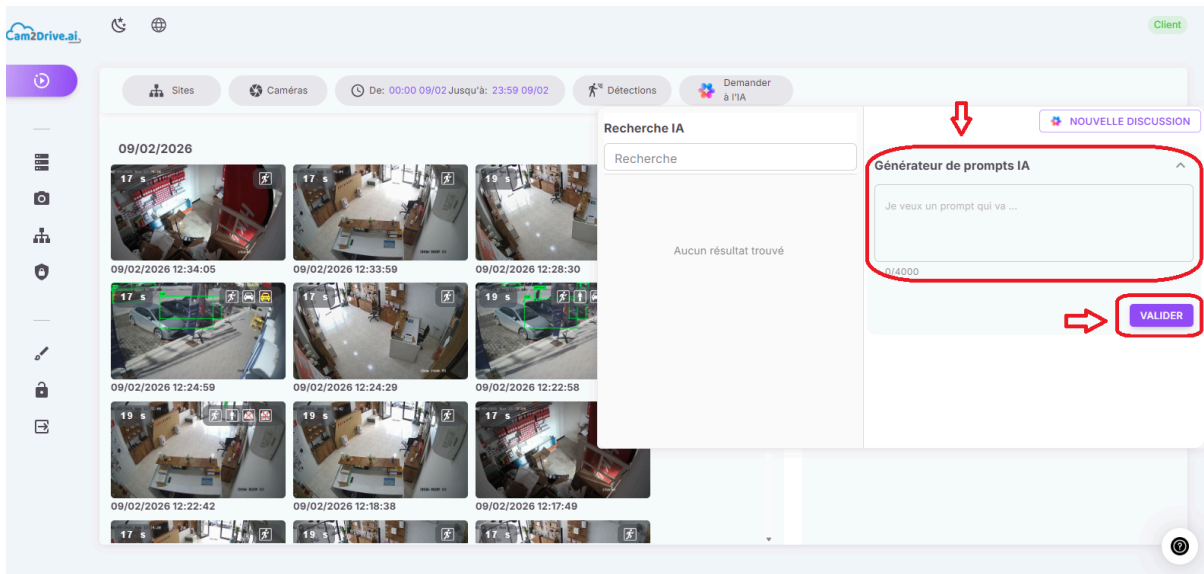 Cam2Drive.ai
Client
Sites
Caméras
De: 00:00 09/02 Jusqu'à: 23:59 09/02
Détections
Demander
à l'IA
Recherche IA
Recherche
Aucun résultat trouvé
NOUVELLE DISCUSSION
Générateur de prompts IA
Je veux un prompt qui va ...
0/4000
VALIDER
09/02/2026
17 s
17 s
19 s
09/02/2026 12:34:05
09/02/2026 12:33:59
09/02/2026 12:28:30
17 s
17 s
19 s
09/02/2026 12:24:59
09/02/2026 12:24:29
09/02/2026 12:22:58
19 s
19 s
17 s
09/02/2026 12:22:42
09/02/2026 12:18:38
09/02/2026 12:17:49
17 s
19 s
17 s